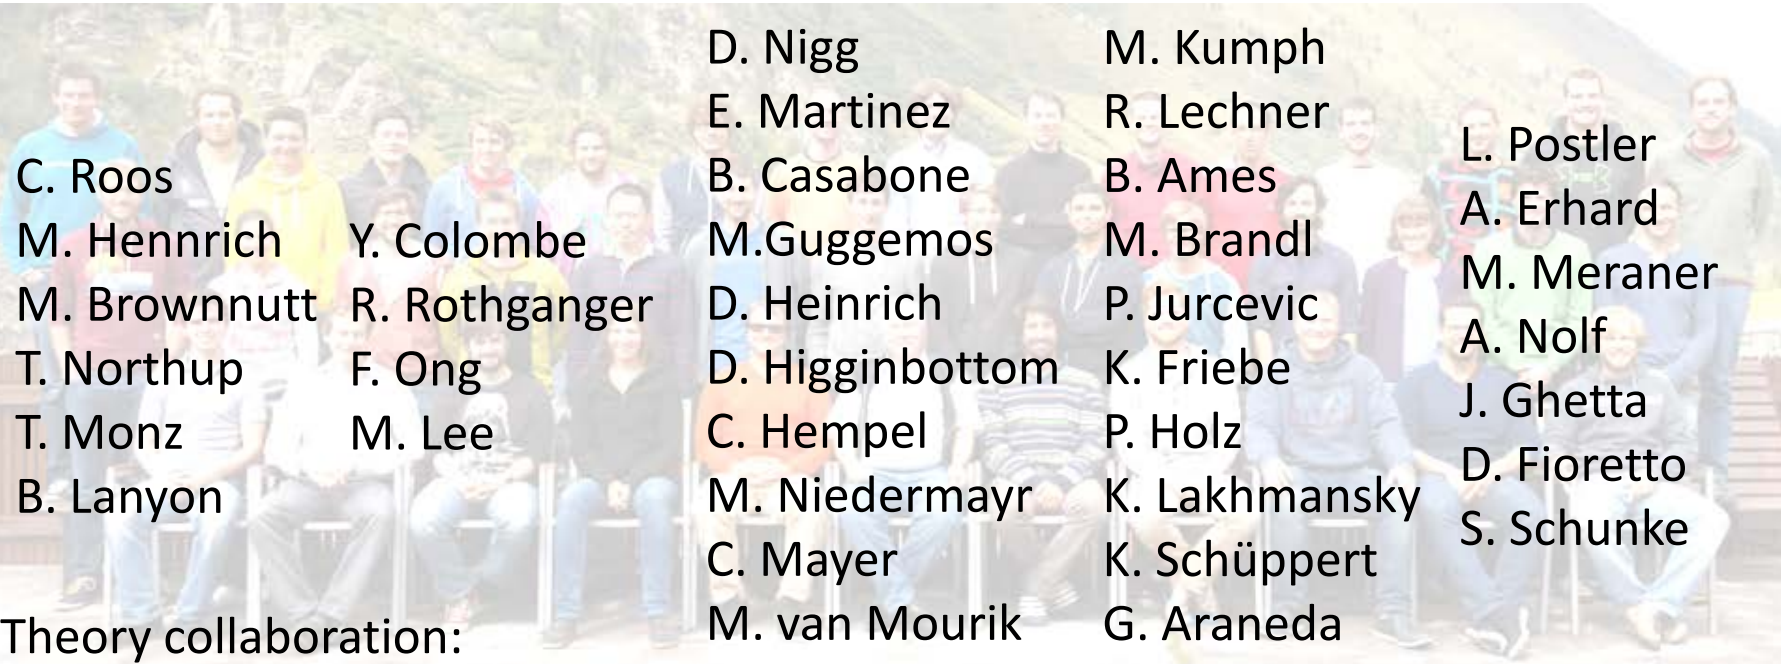 C. Roos
M. Hennrich
M. Brownnutt
T. Northup
T. Monz
B. Lanyon
Y. Colombe
R. Rothganger
F. Ong
M. Lee
D. Nigg
E. Martinez
B. Casabone
M.Guggemos
D. Heinrich
D. Higginbottom
C. Hempel
M. Niedermayr
C. Mayer
M. van Mourik
M. Kumph
R. Lechner
B. Ames
M. Brandl
P. Jurcevic
K. Friebe
P. Holz
K. Lakhmansky
K. Schüppert
G. Araneda
L. Postler
A. Erhard
M. Meraner
A. Nolf
J. Ghetta
D. Fioretto
S. Schunke
Theory collaboration: